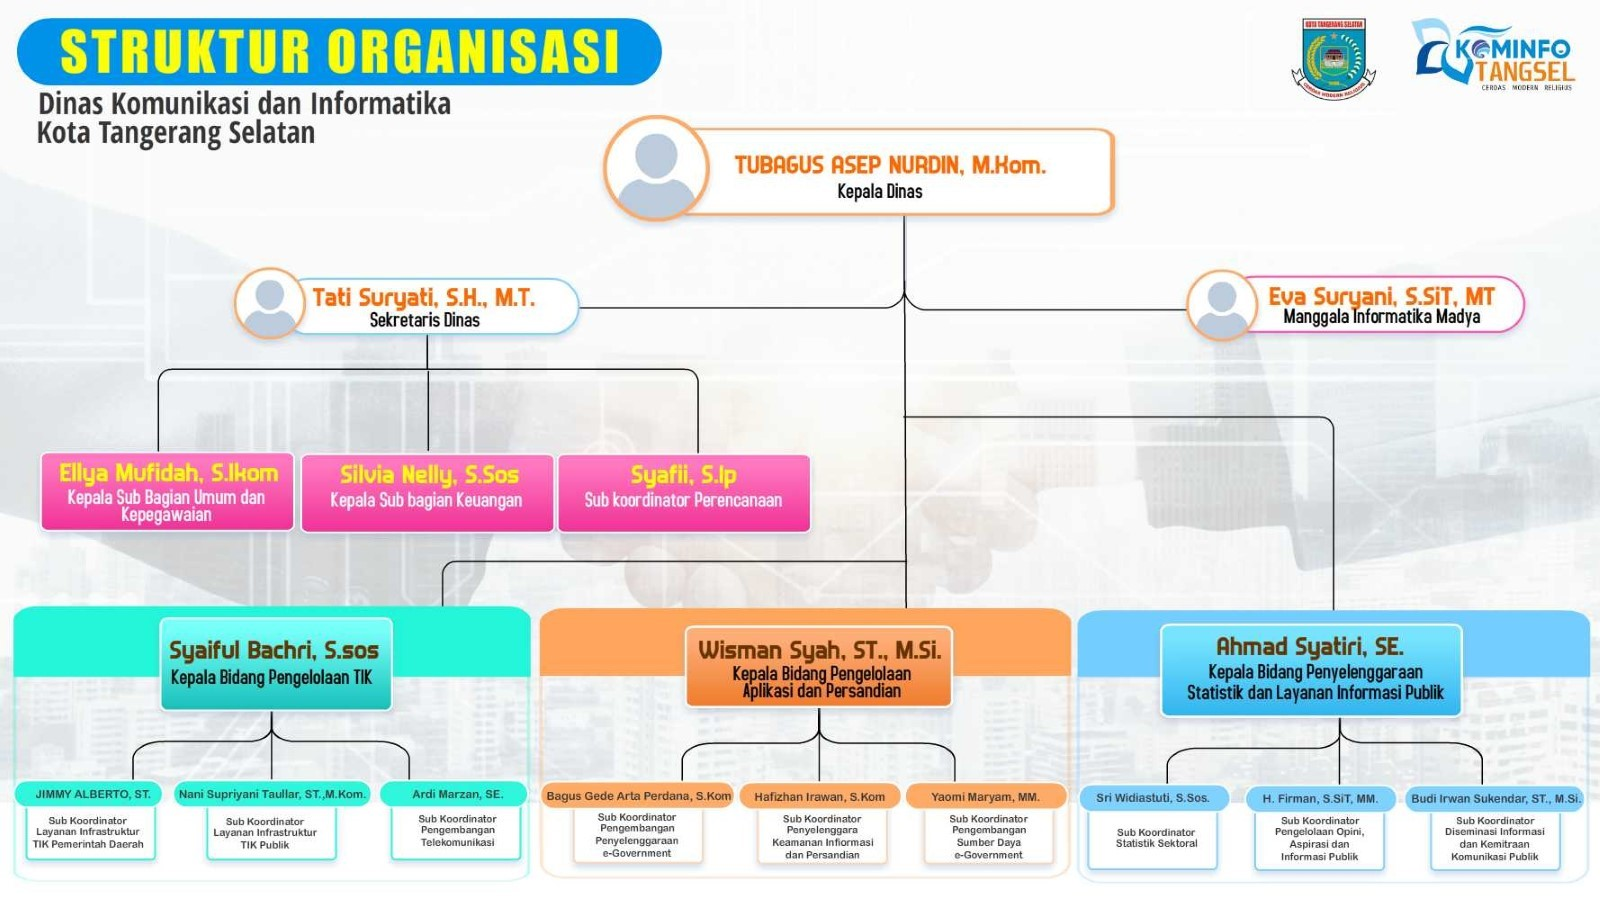 STRUKTUR ORGANISASI
Dinas Komunikasi dan Informatika
Kota Tangerang Selatan
KOTA TANGERANG SELATAN
CERDAS MODERN RELIGIUS
KOMINFO
TANGSEL
CERDAS MODERN RELIGIUS
TUBAGUS ASEP NURDIN, M.Kom.
Kepala Dinas
Tati Suryati, S.H., M.T.
Sekretaris Dinas
Eva Suryani, S.SiT, MT
Manggala Informatika Madya
Ellya Mufidah, S.Ikom
Kepala Sub Bagian Umum dan
Kepegawaian
Silvia Nelly, S.Sos
Kepala Sub bagian Keuangan
Syafii, S.Ip
Sub koordinator Perencanaan
Syaiful Bachri, S.sos
Kepala Bidang Pengelolaan TIK
Wisman Syah, ST., M.Si.
Kepala Bidang Pengelolaan
Aplikasi dan Persandian
Ahmad Syatiri, SE.
Kepala Bidang Penyelenggaraan
Statistik dan Layanan Informasi Publik
JIMMY ALBERTO, ST.
Sub Koordinator
Layanan Infrastruktur
TIK Pemerintah Daerah
Nani Supriyani Taullar, ST.,M.Kom.
Sub Koordinator
Layanan Infrastruktur
TIK Publik
Ardi Marzan, SE.
Sub Koordinator
Pengembangan
Telekomunikasi
Bagus Gede Arta Perdana, S.Kom
Sub Koordinator
Pengembangan
Penyelenggaraan
e-Government
Hafizhan Irawan, S.Kom
Sub Koordinator
Penyelenggara
Keamanan Informasi
dan Persandian
Yaomi Maryam, MM.
Sub Koordinator
Pengembangan
Sumber Daya
e-Government
Sri Widiastuti, S.Sos.
Sub Koordinator
Statistik Sektoral
H. Firman, S.SiT, MM.
Sub Koordinator
Pengelolaan Opini,
Aspirasi dan
Informasi Publik
Budi Irwan Sukendar, ST., M.Si.
Sub Koordinator
Diseminasi Informasi
dan Kemitraan
Komunikasi Publik